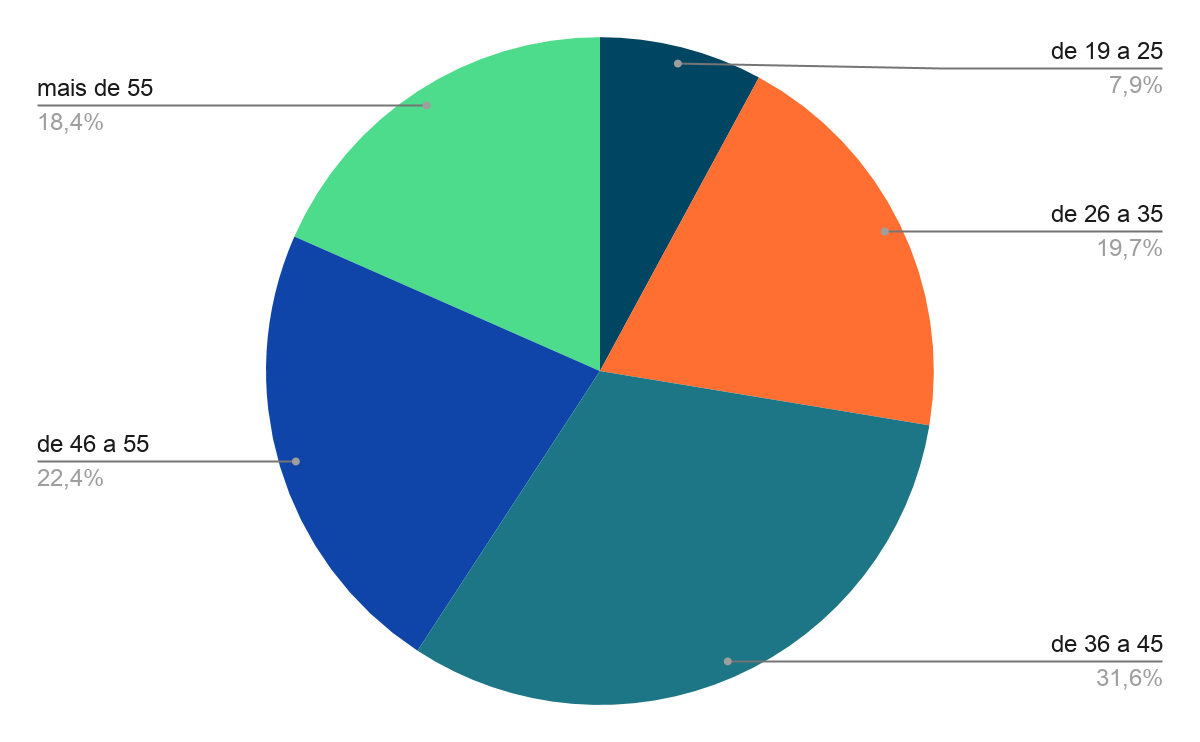 de 19 a 25
7,9%
de 26 a 35
19,7%
de 36 a 45
31,6%
de 46 a 55
22,4%
mais de 55
18,4%